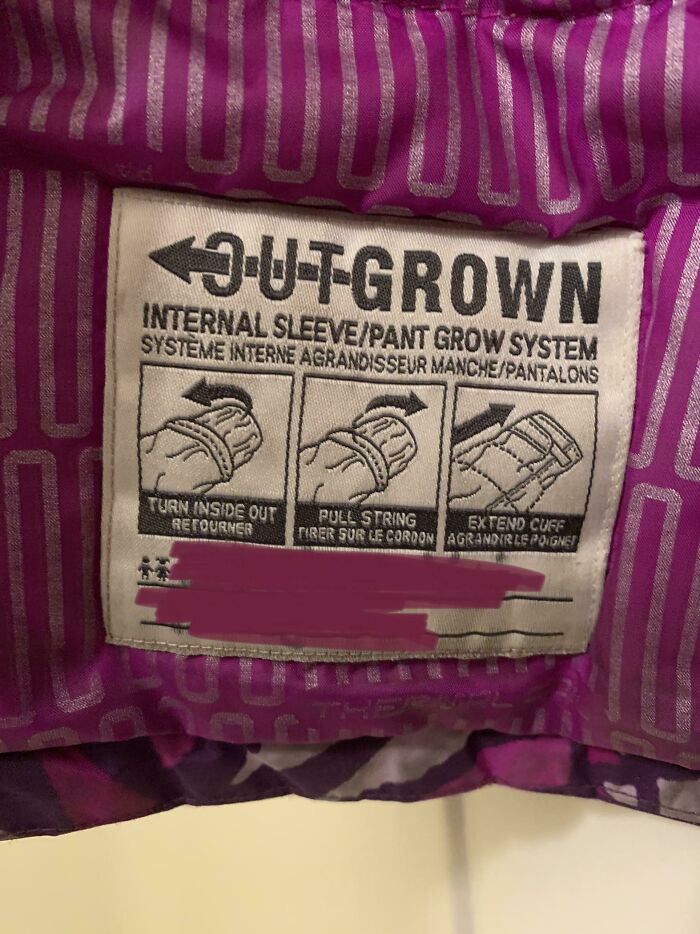 OUTGROWN
INTERNAL SLEEVE/PANT GROW SYSTEM
SYSTÈME INTERNE AGRANDISSEUR MANCHE/PANTALONS
TURN INSIDE OUT
RETOURNER
PULL STRING
TIRER SUR LE CORDON
EXTEND CUFF
AGRANDIR LE POIGNET